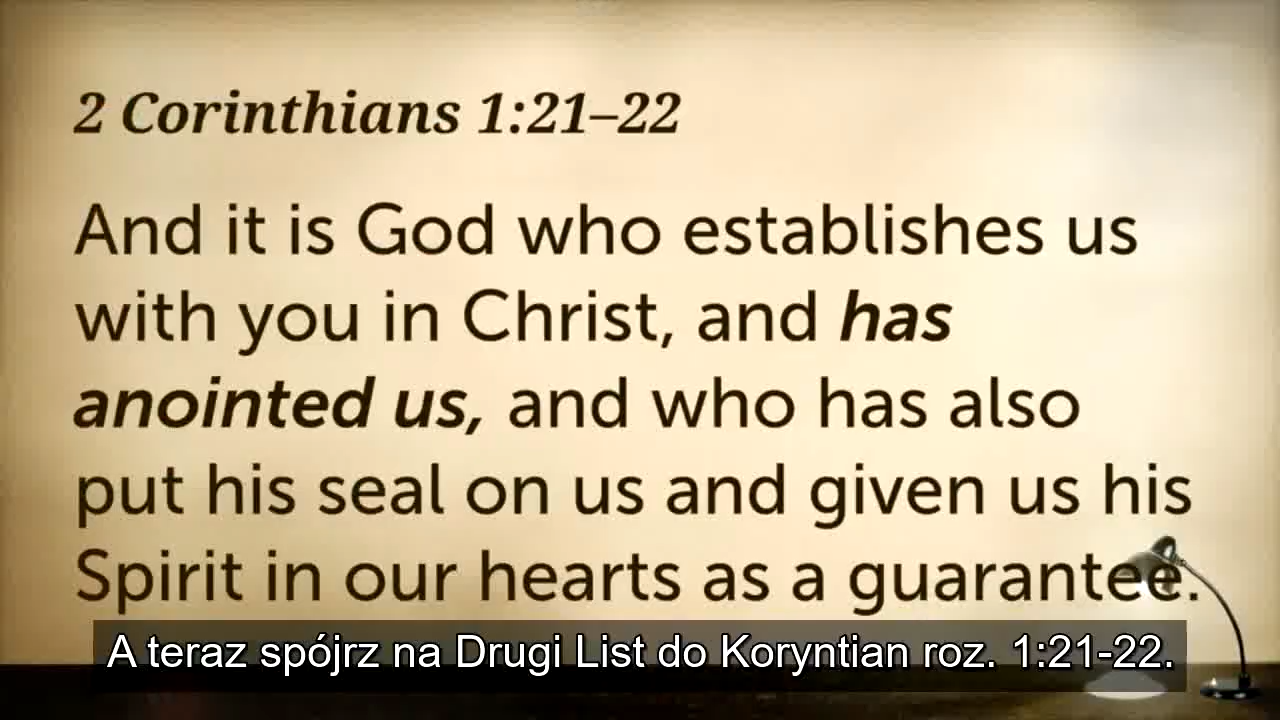 2 Corinthians 1:21–22
And it is God who establishes us
with you in Christ, and has
anointed us, and who has also
put his seal on us and given us his
Spirit in our hearts as a guarantee.
A teraz spójrz na Drugi List do Koryntian roz. 1:21-22.